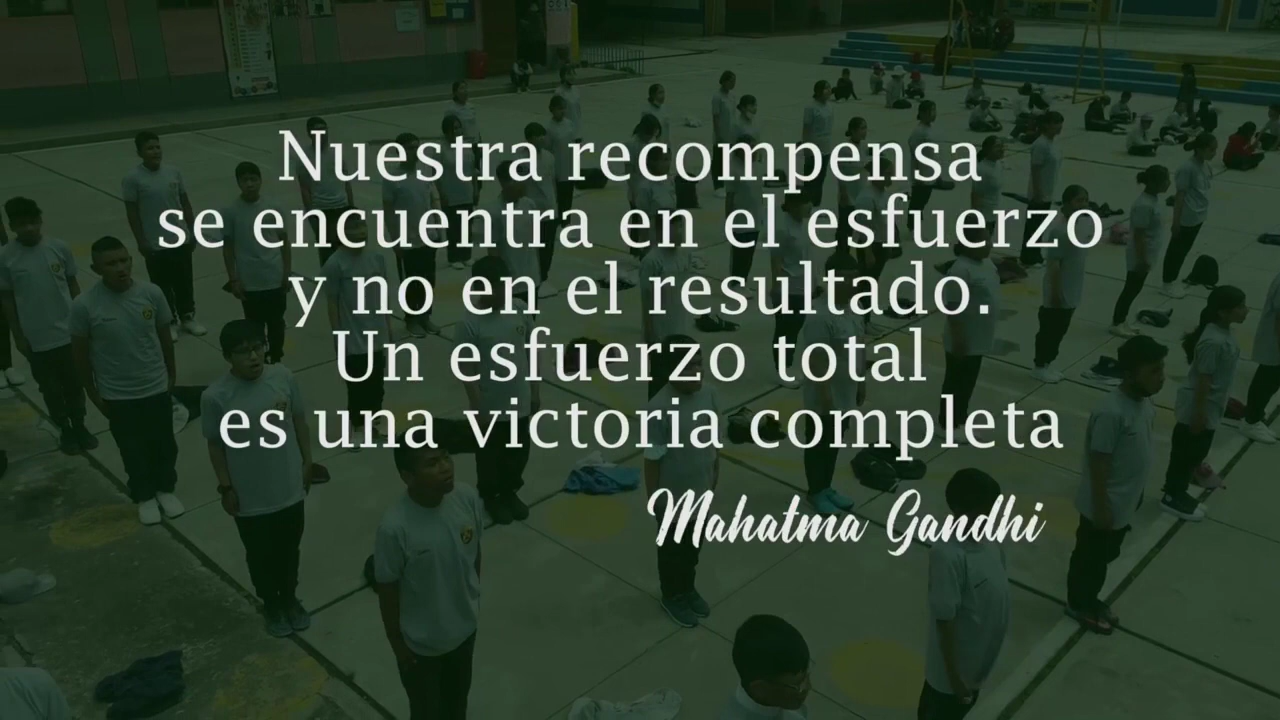 Nuestra recompensa
se encuentra en el esfuerzo
y no en el resultado.
Un esfuerzo total
es una victoria completa
Mahatma Gandhi